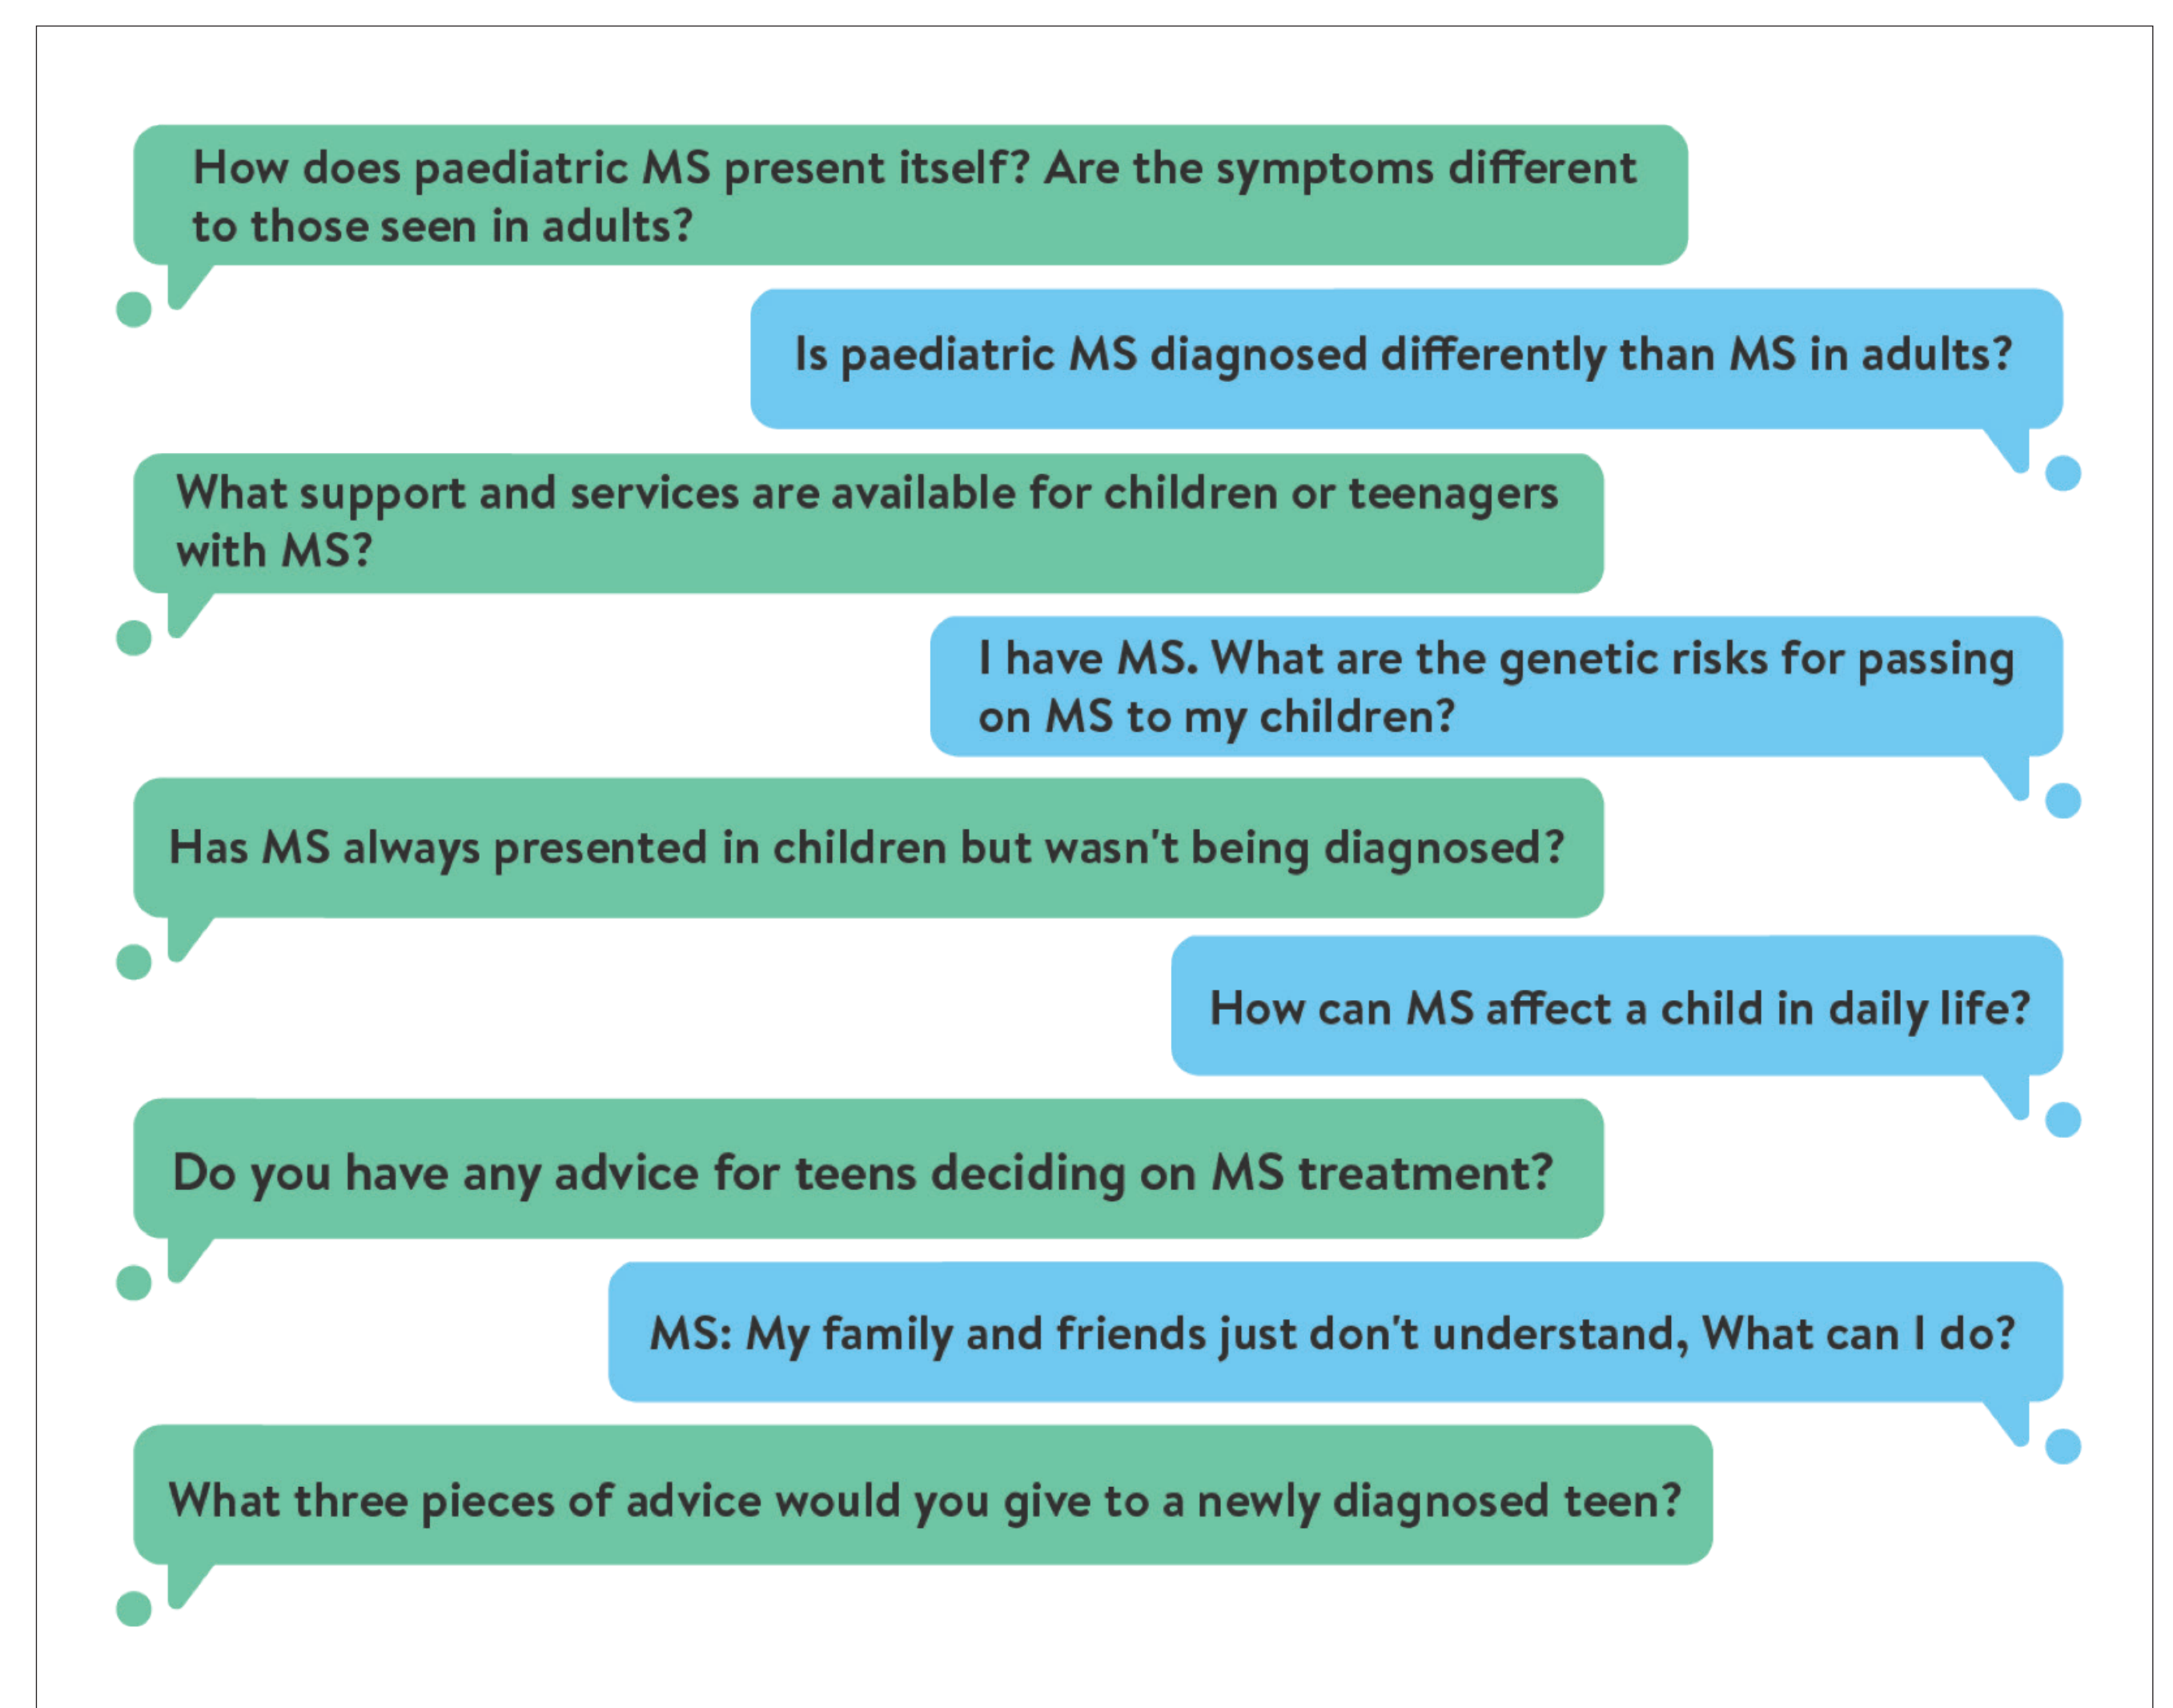 How does paediatric MS present itself? Are the symptoms different
to those seen in adults?
Is paediatric MS diagnosed differently than MS in adults?
What support and services are available for children or teenagers
with MS?
I have MS. What are the genetic risks for passing
on MS to my children?
Has MS always presented in children but wasn't being diagnosed?
How can MS affect a child in daily life?
Do you have any advice for teens deciding on MS treatment?
MS: My family and friends just don't understand, What can I do?
What three pieces of advice would you give to a newly diagnosed teen?